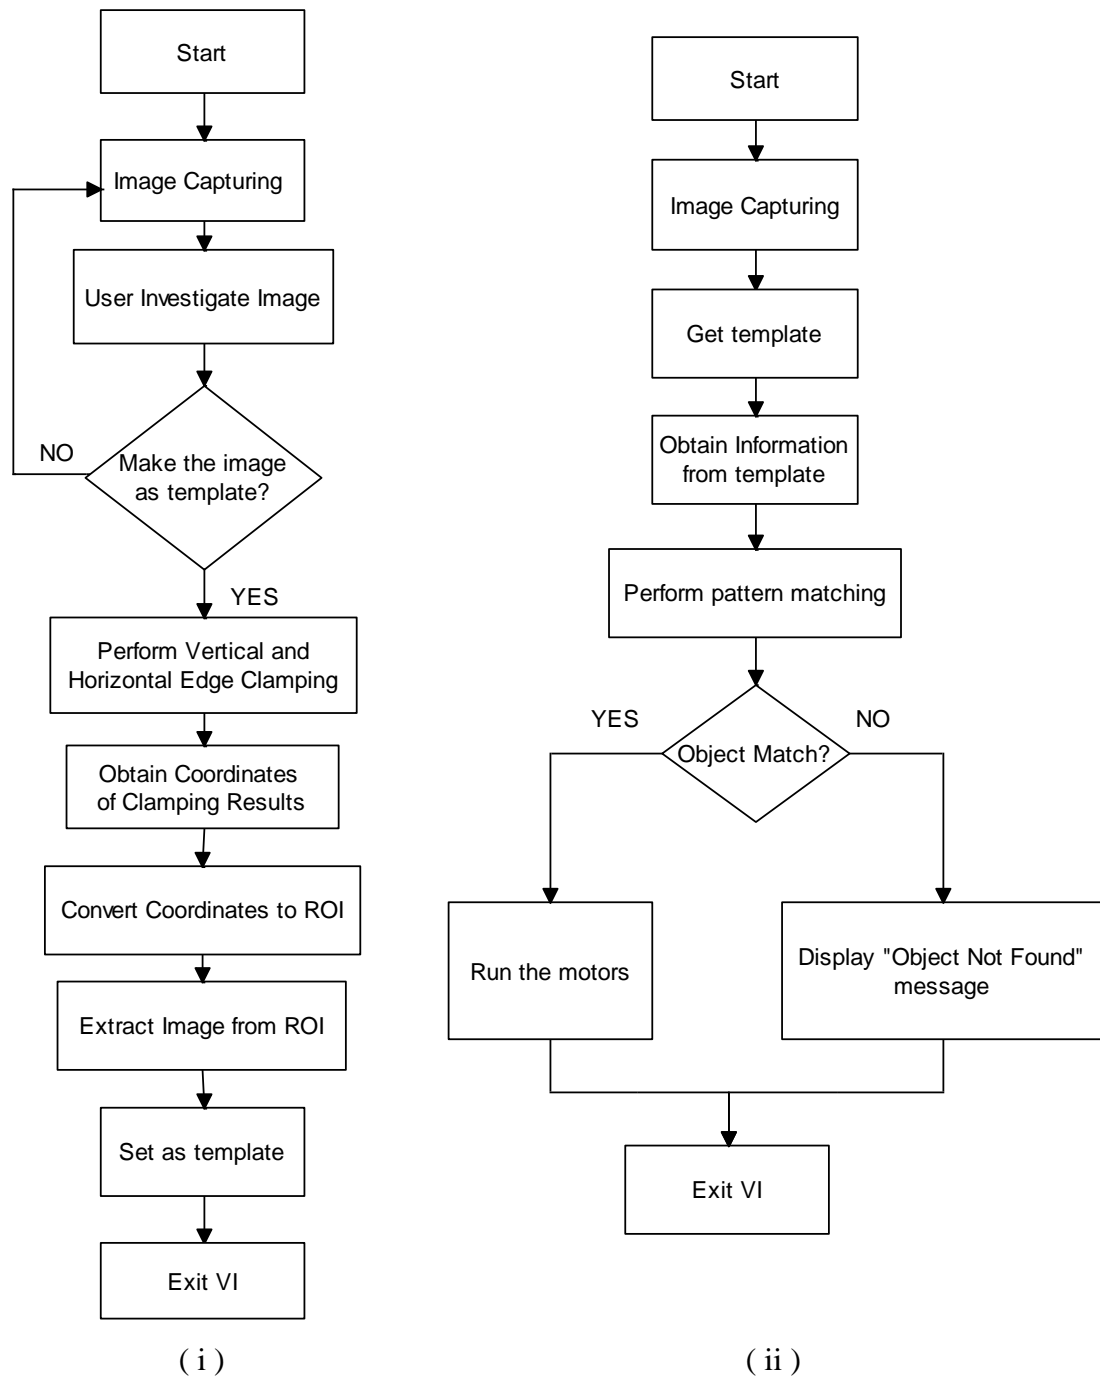 Start
Image Capturing
User Investigate Image
NO
Make the image
as template?
YES
Perform Vertical and
Horizontal Edge Clamping
Obtain Coordinates
of Clamping Results
Convert Coordinates to ROI
Extract Image from ROI
Set as template
Exit VI
( i )
Start
Image Capturing
Get template
Obtain Information
from template
Perform pattern matching
YES
NO
Object Match?
Run the motors
Display "Object Not Found"
message
Exit VI
( ii )